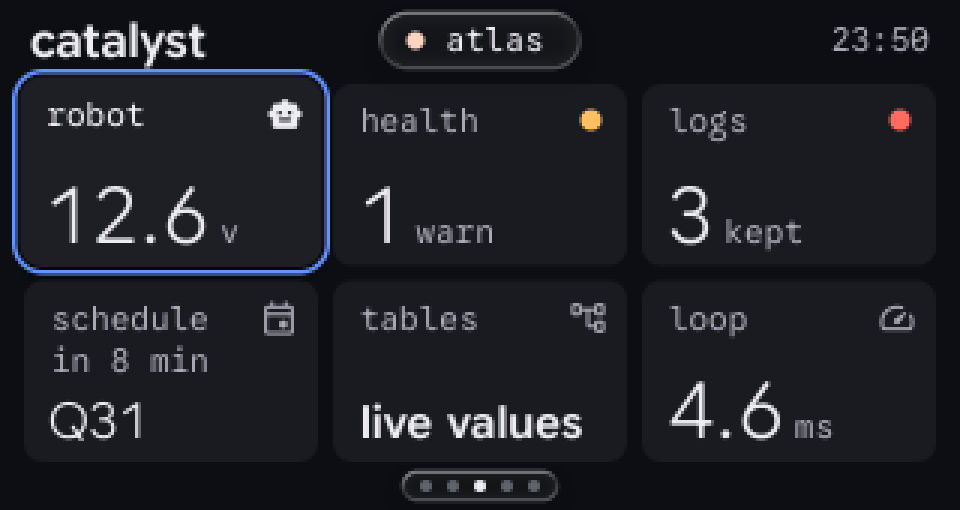 catalyst
atlas
23:50
robot
12.6 v
health
1 warn
logs
3 kept
schedule
in 8 min
Q31
tables
live values
loop
4.6 ms